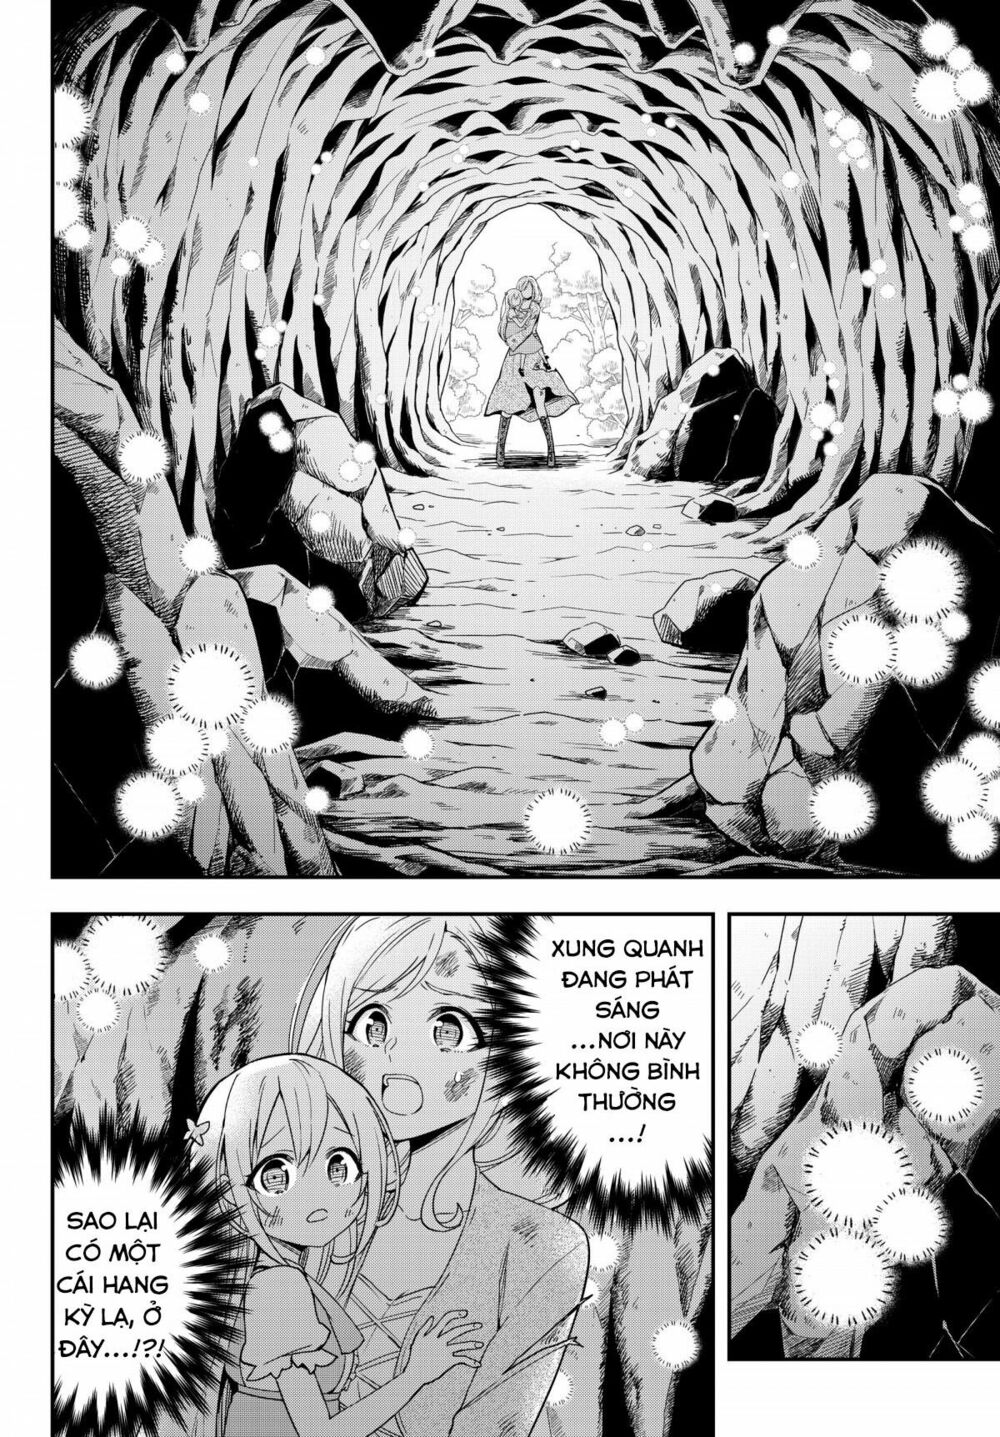 XUNG QUANH
ĐANG PHÁT
SÁNG
...NƠI NÀY
KHÔNG BÌNH
THƯỜNG
...!
SAO LẠI
CÓ MỘT
CÁI HANG
KỲ LẠ, Ở
ĐÂY...!?!